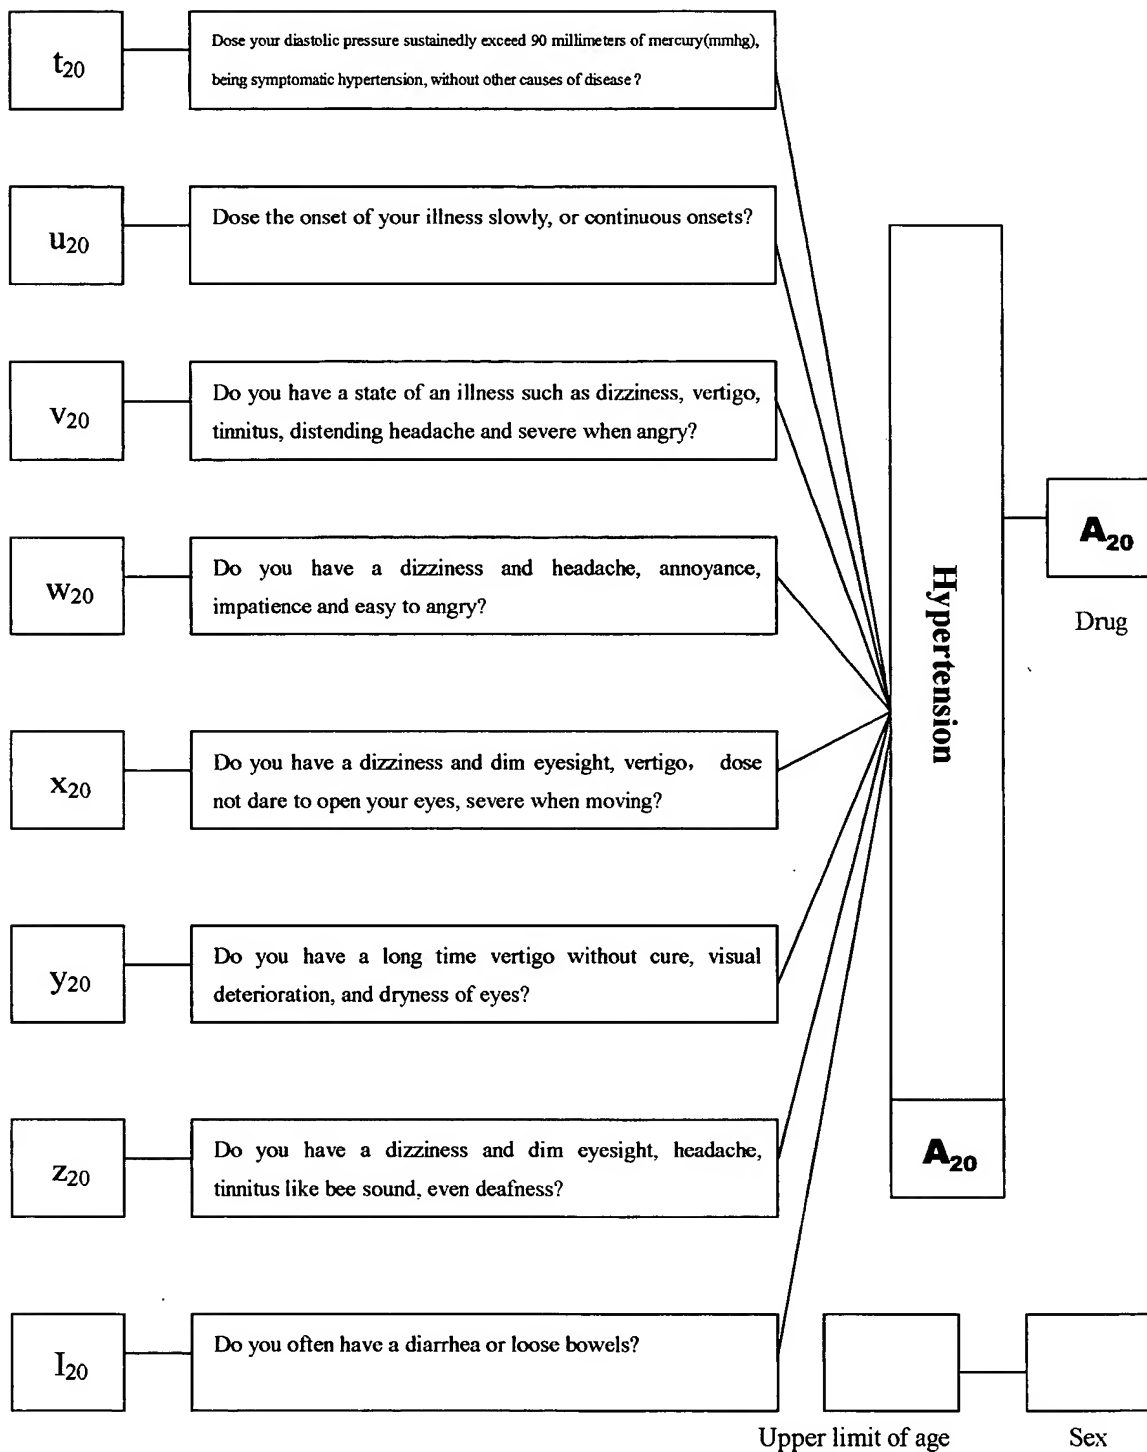 t20
Dose your diastolic pressure sustainedly exceed 90 millimeters of mercury(mmhg),
being symptomatic hypertension, without other causes of disease?
u20
Dose the onset of your illness slowly, or continuous onsets?
v20
Do you have a state of an illness such as dizziness, vertigo,
tinnitus, distending headache and severe when angry?
w20
Do you have a dizziness and headache, annoyance,
impatience and easy to angry?
x20
Do you have a dizziness and dim eyesight, vertigo, dose
not dare to open your eyes, severe when moving?
y20
Do you have a long time vertigo without cure, visual
deterioration, and dryness of eyes?
z20
Do you have a dizziness and dim eyesight, headache,
tinnitus like bee sound, even deafness?
I20
Do you often have a diarrhea or loose bowels?
Hypertension
A20
A20
Drug
Upper limit of age
Sex